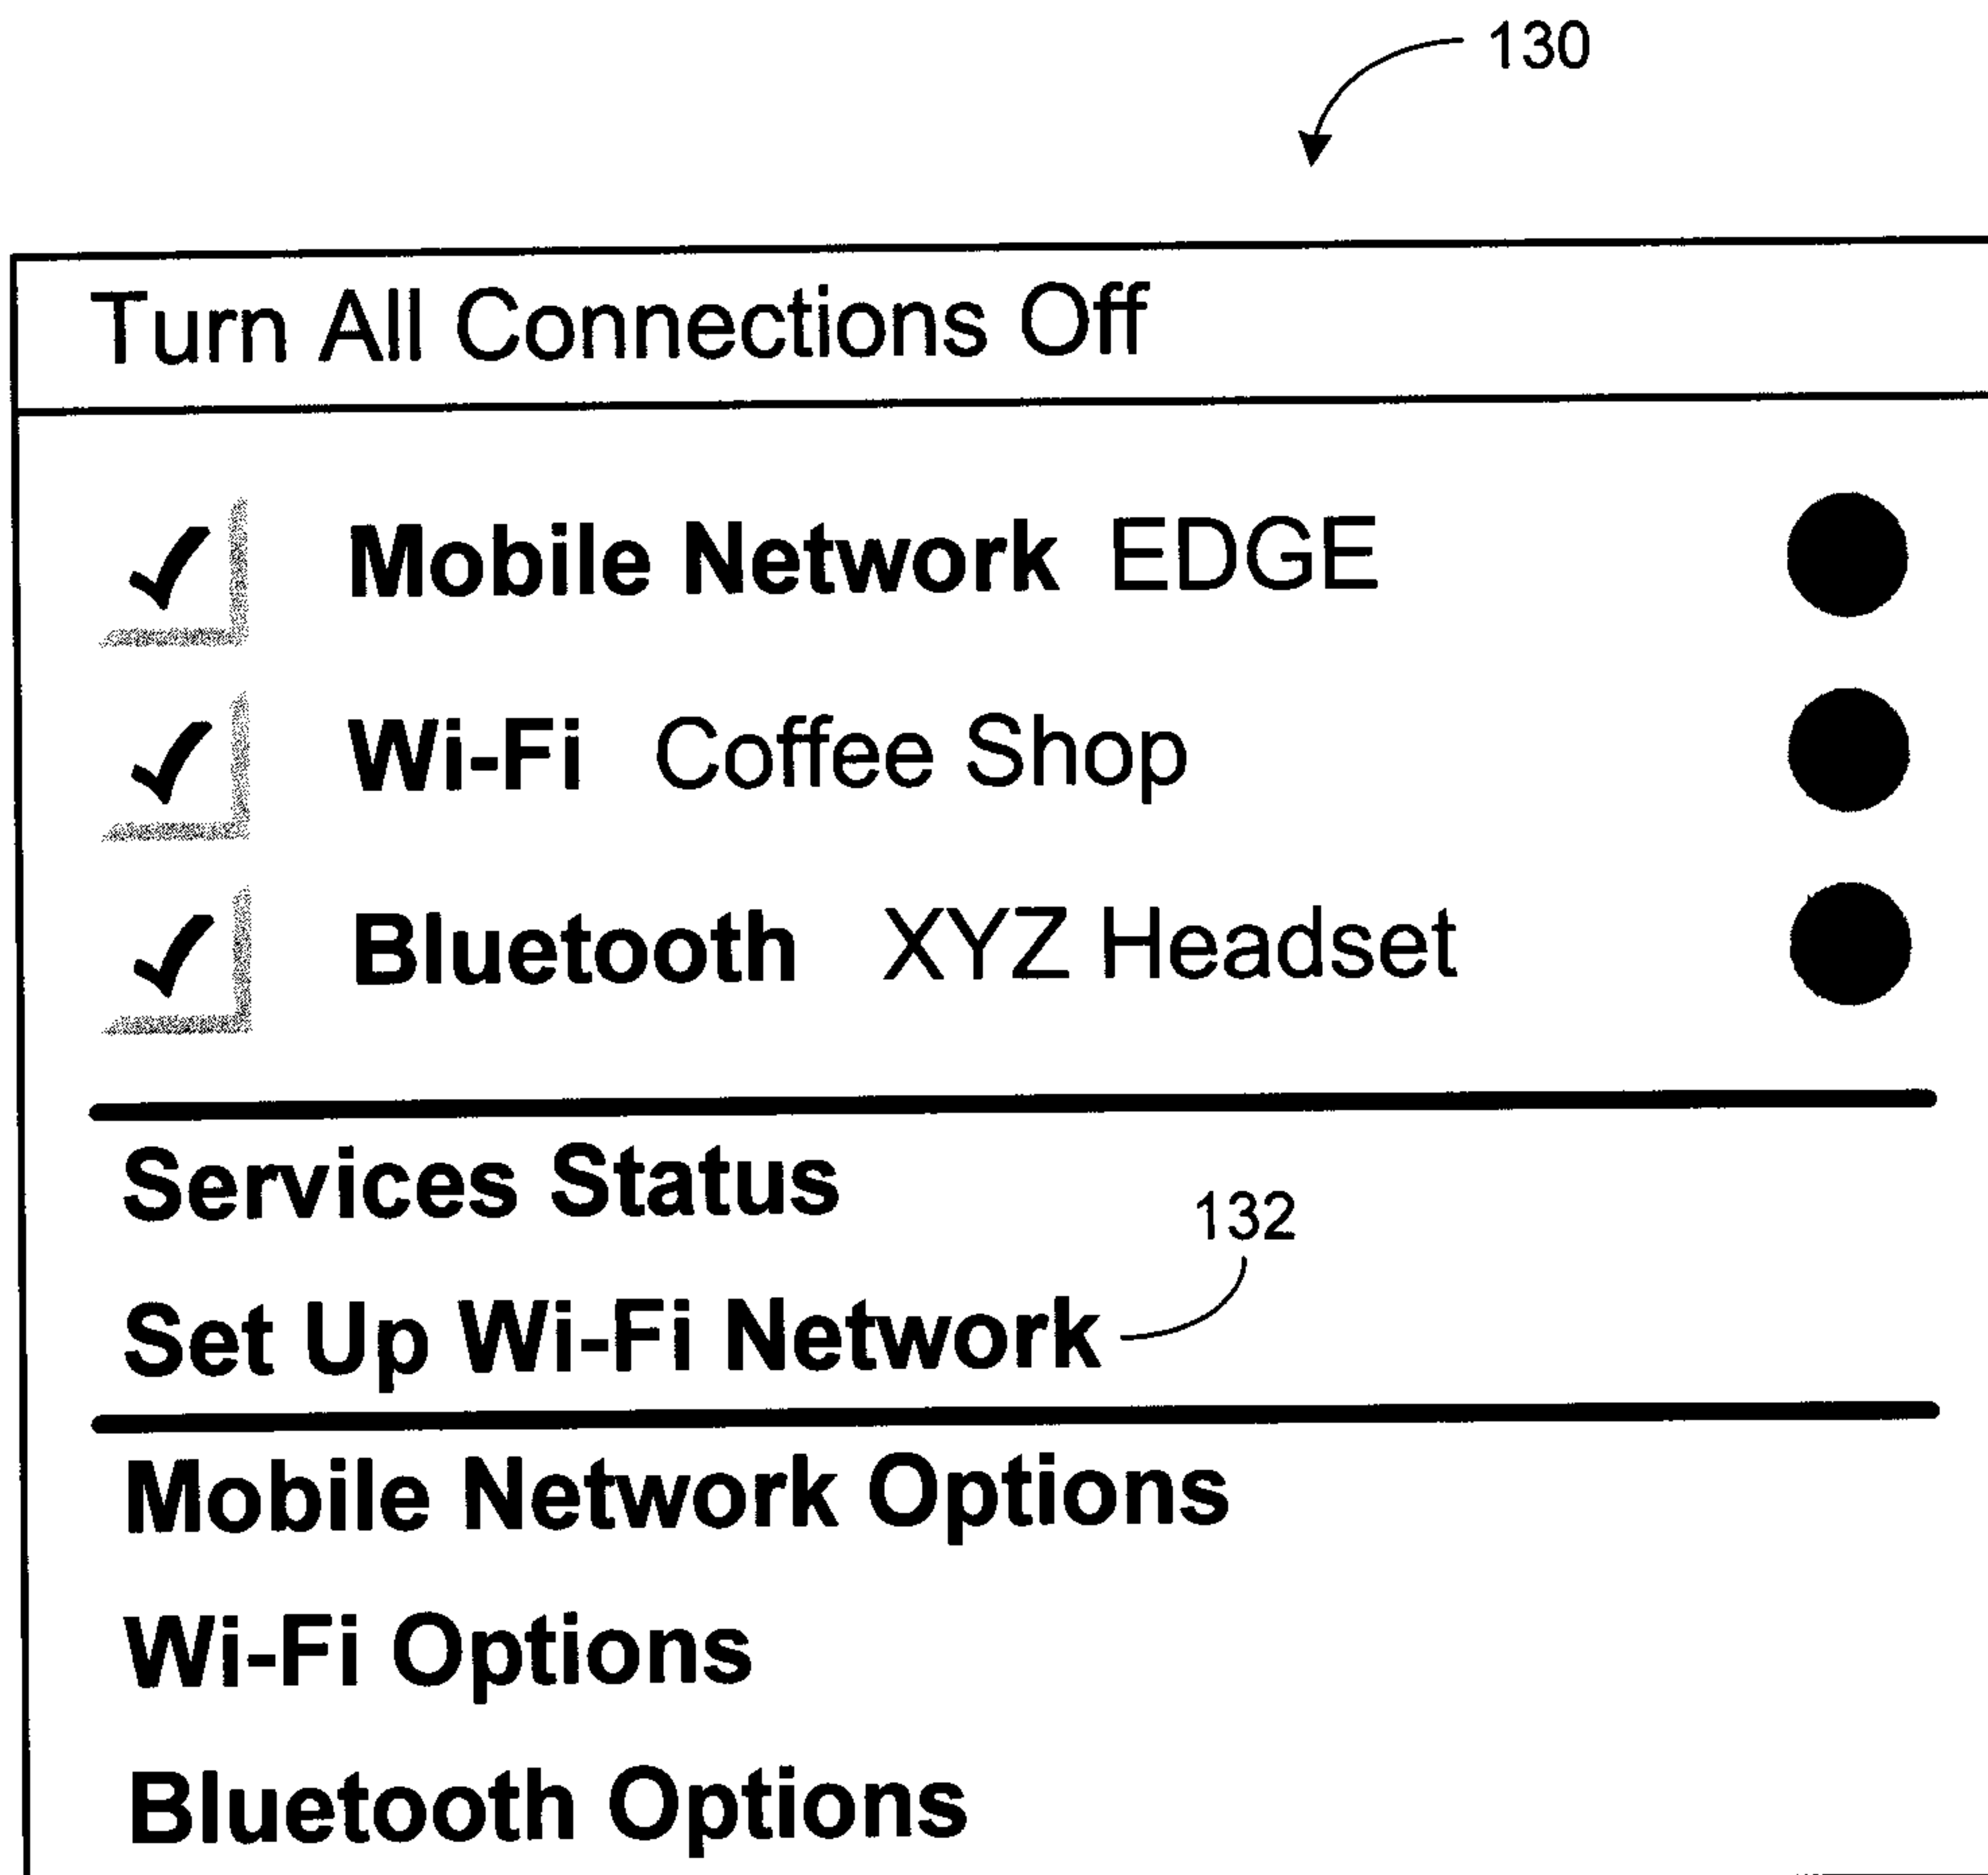 130
Turn All Connections Off
Mobile Network EDGE
Wi-Fi Coffee Shop
Bluetooth XYZ Headset
Services Status
132
Set Up Wi-Fi Network
Mobile Network Options
Wi-Fi Options
Bluetooth Options